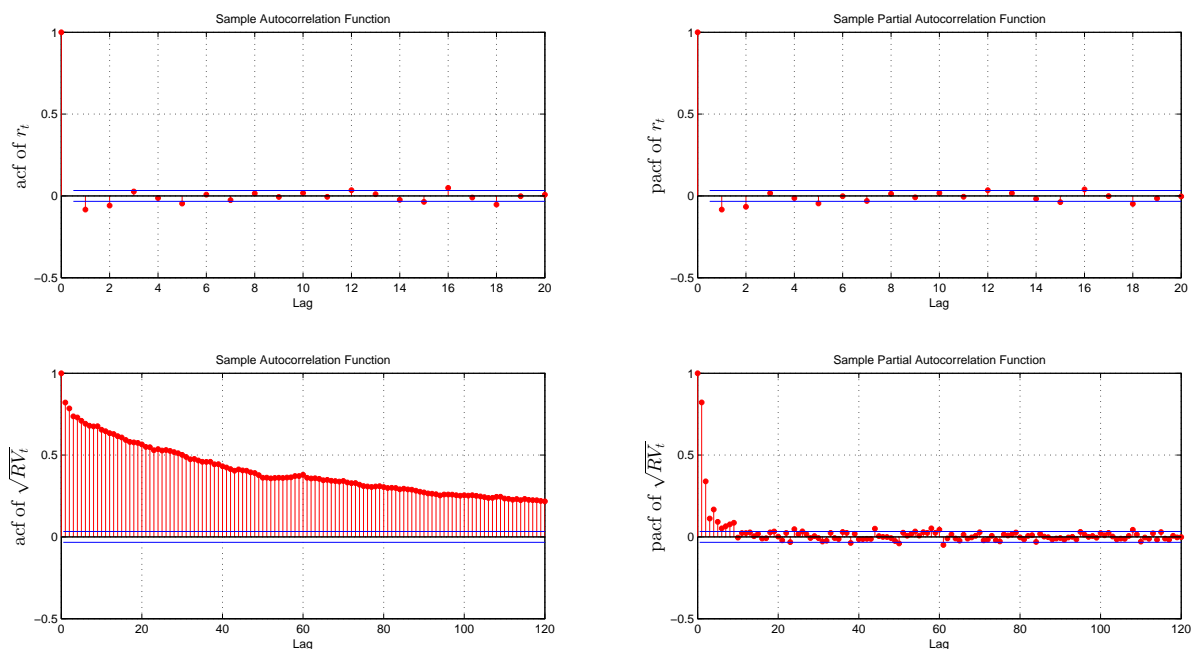 Sample Autocorrelation Function
1
0.5
0
−0.5
acf of r_t
0 2 4 6 8 10 12 14 16 18 20
Lag
Sample Partial Autocorrelation Function
1
0.5
0
−0.5
pacf of r_t
0 2 4 6 8 10 12 14 16 18 20
Lag
Sample Autocorrelation Function
1
0.5
0
−0.5
acf of √RV_t
0 20 40 60 80 100 120
Lag
Sample Partial Autocorrelation Function
1
0.5
0
−0.5
pacf of √RV_t
0 20 40 60 80 100 120
Lag